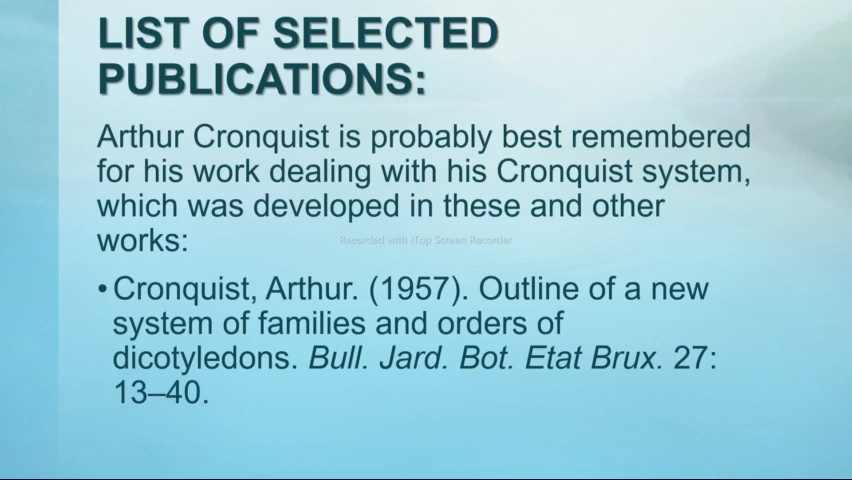 LIST OF SELECTED
PUBLICATIONS:
Arthur Cronquist is probably best remembered
for his work dealing with his Cronquist system,
which was developed in these and other
works:
Recorded with iTop Screen Recorder
• Cronquist, Arthur. (1957). Outline of a new
system of families and orders of
dicotyledons. Bull. Jard. Bot. Etat Brux. 27:
13–40.